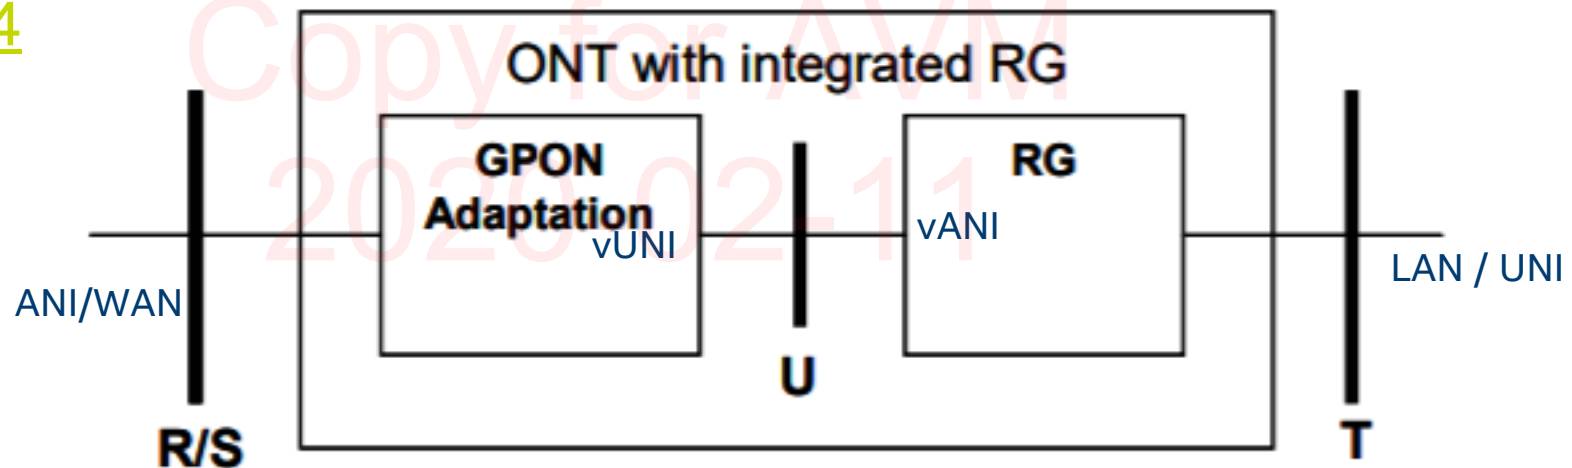 4
Copy for AVM
2020-02-11
ONT with integrated RG
GPON
Adaptation
RG
vUNI
vANI
ANI/WAN
LAN / UNI
U
R/S
T